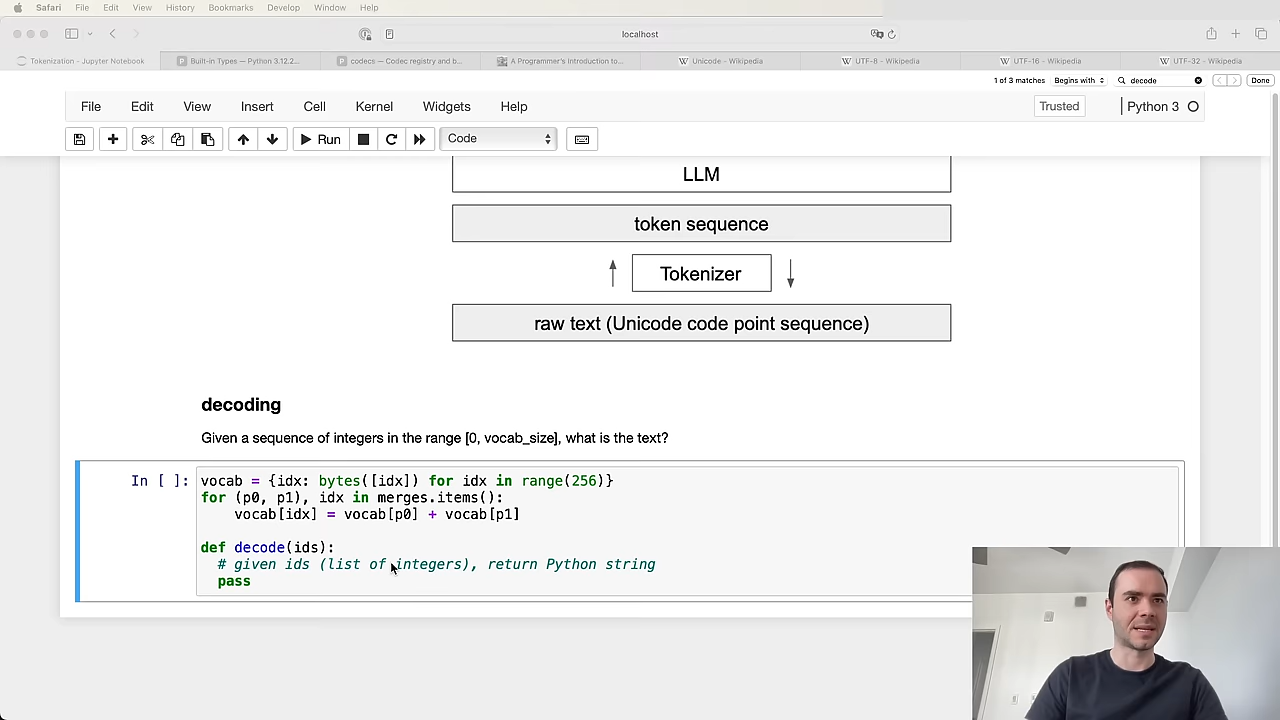 Safari File Edit View History Bookmarks Develop Window Help
localhost
Tokenization - Jupyter Notebook
Built-in Types — Python 3.12.2...
codecs — Codec registry and b...
A Programmer's Introduction to...
Unicode - Wikipedia
UTF-8 - Wikipedia
UTF-16 - Wikipedia
UTF-32 - Wikipedia
1 of 3 matches Begins with decode Done
File Edit View Insert Cell Kernel Widgets Help Trusted Python 3
Run Code
LLM
token sequence
Tokenizer
raw text (Unicode code point sequence)
decoding
Given a sequence of integers in the range [0, vocab_size], what is the text?
In [ ]: vocab = {idx: bytes([idx]) for idx in range(256)}
for (p0, p1), idx in merges.items():
vocab[idx] = vocab[p0] + vocab[p1]
def decode(ids):
# given ids (list of integers), return Python string
pass